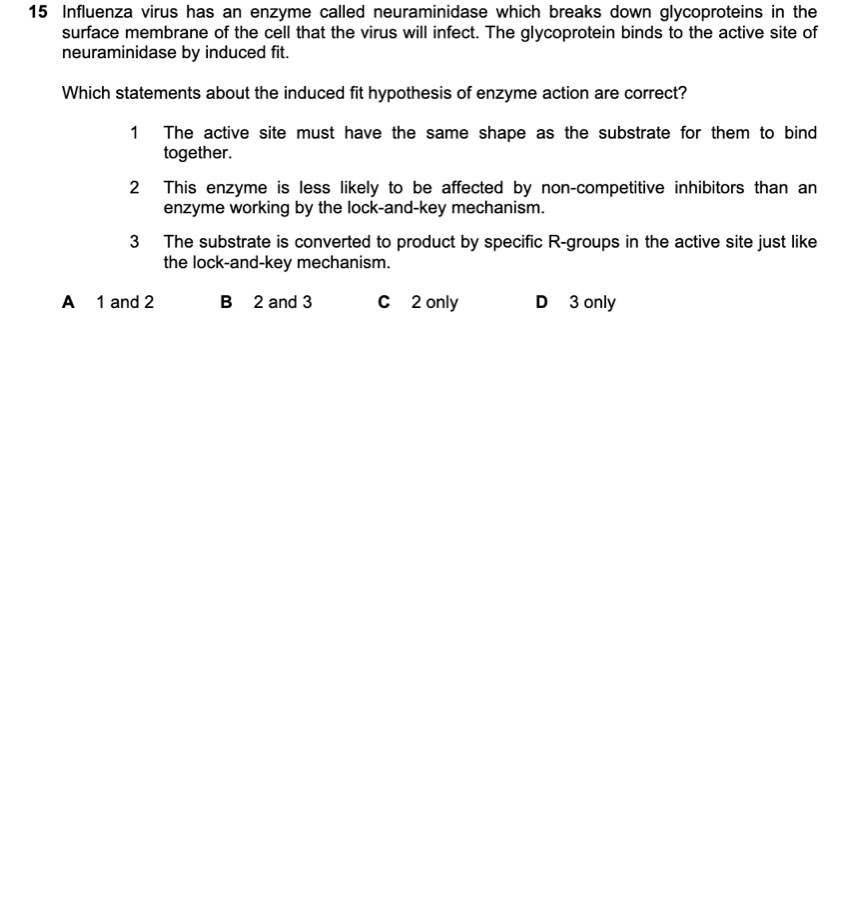 15 Influenza virus has an enzyme called neuraminidase which breaks down glycoproteins in the
surface membrane of the cell that the virus will infect. The glycoprotein binds to the active site of
neuraminidase by induced fit.
Which statements about the induced fit hypothesis of enzyme action are correct?
1 The active site must have the same shape as the substrate for them to bind
together.
2 This enzyme is less likely to be affected by non-competitive inhibitors than an
enzyme working by the lock-and-key mechanism.
3 The substrate is converted to product by specific R-groups in the active site just like
the lock-and-key mechanism.
A 1 and 2 B 2 and 3 C 2 only D 3 only